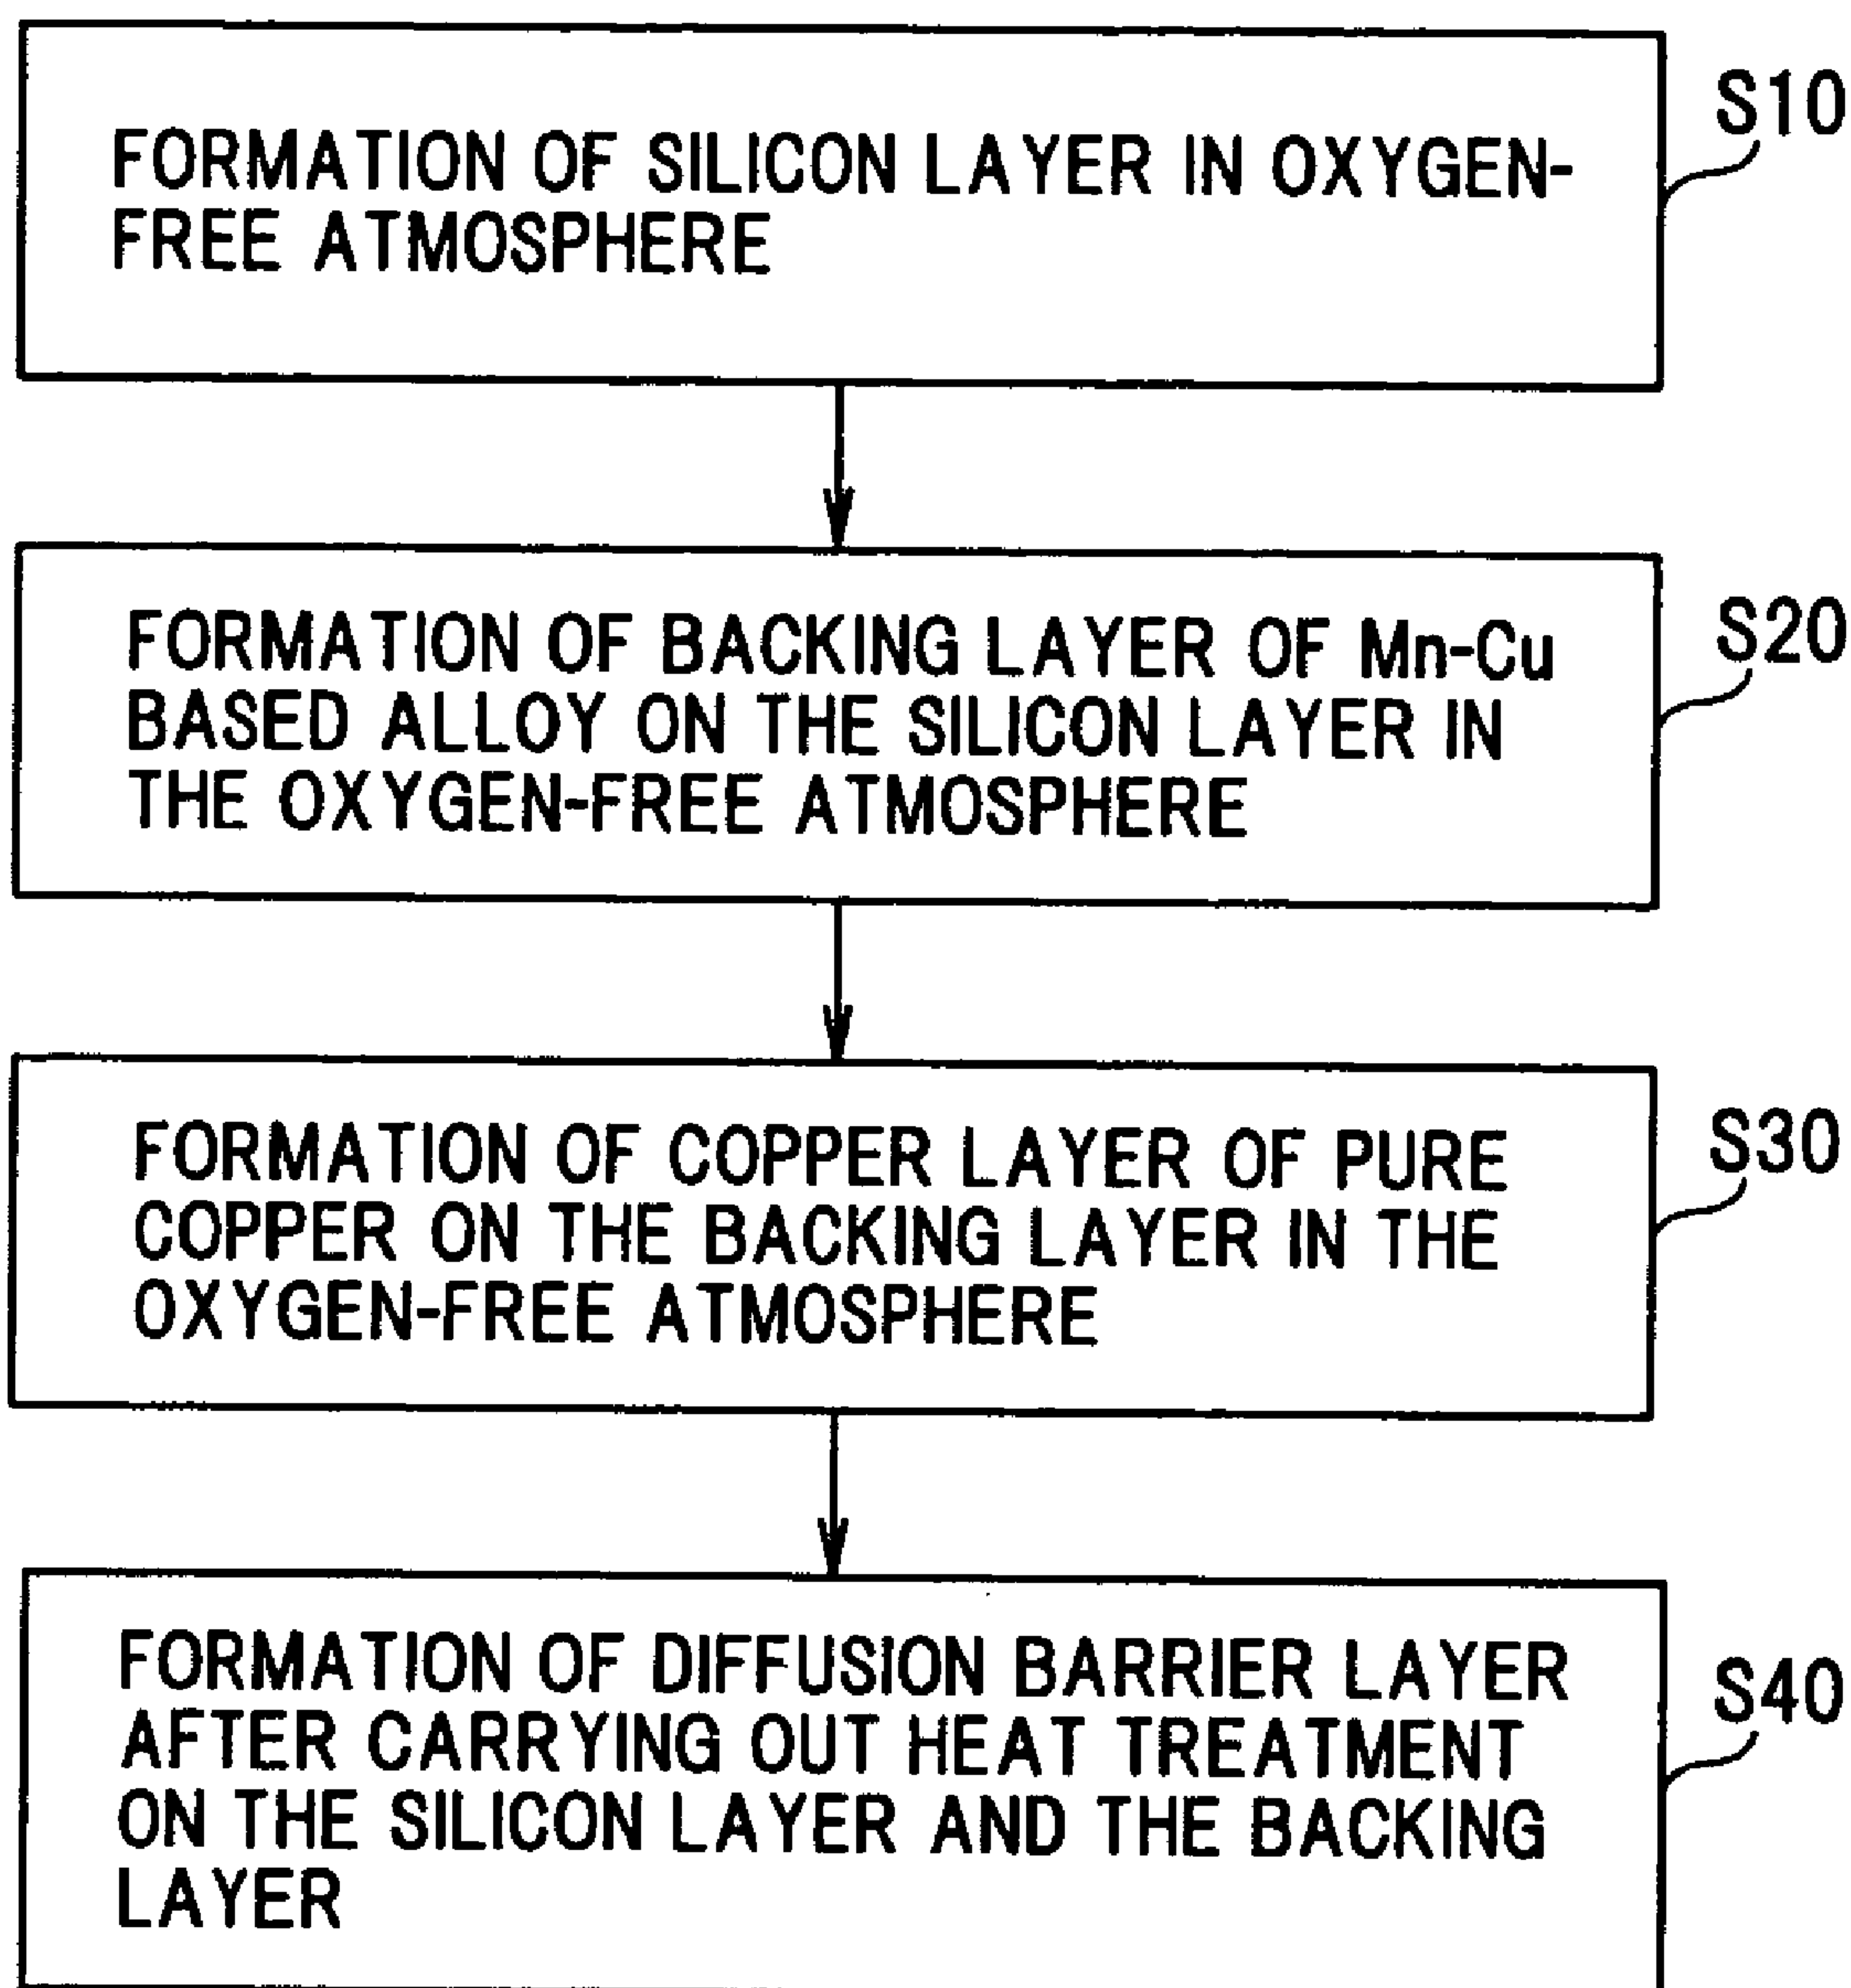 S10
FORMATION OF SILICON LAYER IN OXYGEN-
FREE ATMOSPHERE
S20
FORMATION OF BACKING LAYER OF Mn-Cu
BASED ALLOY ON THE SILICON LAYER IN
THE OXYGEN-FREE ATMOSPHERE
S30
FORMATION OF COPPER LAYER OF PURE
COPPER ON THE BACKING LAYER IN THE
OXYGEN-FREE ATMOSPHERE
S40
FORMATION OF DIFFUSION BARRIER LAYER
AFTER CARRYING OUT HEAT TREATMENT
ON THE SILICON LAYER AND THE BACKING
LAYER